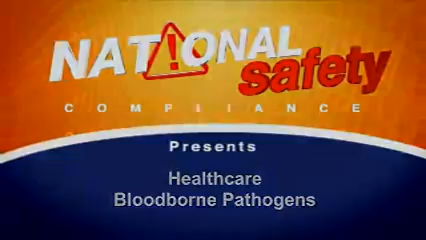 NATIONAL
safety
COMPLIANCE
Presents
Healthcare
Bloodborne Pathogens